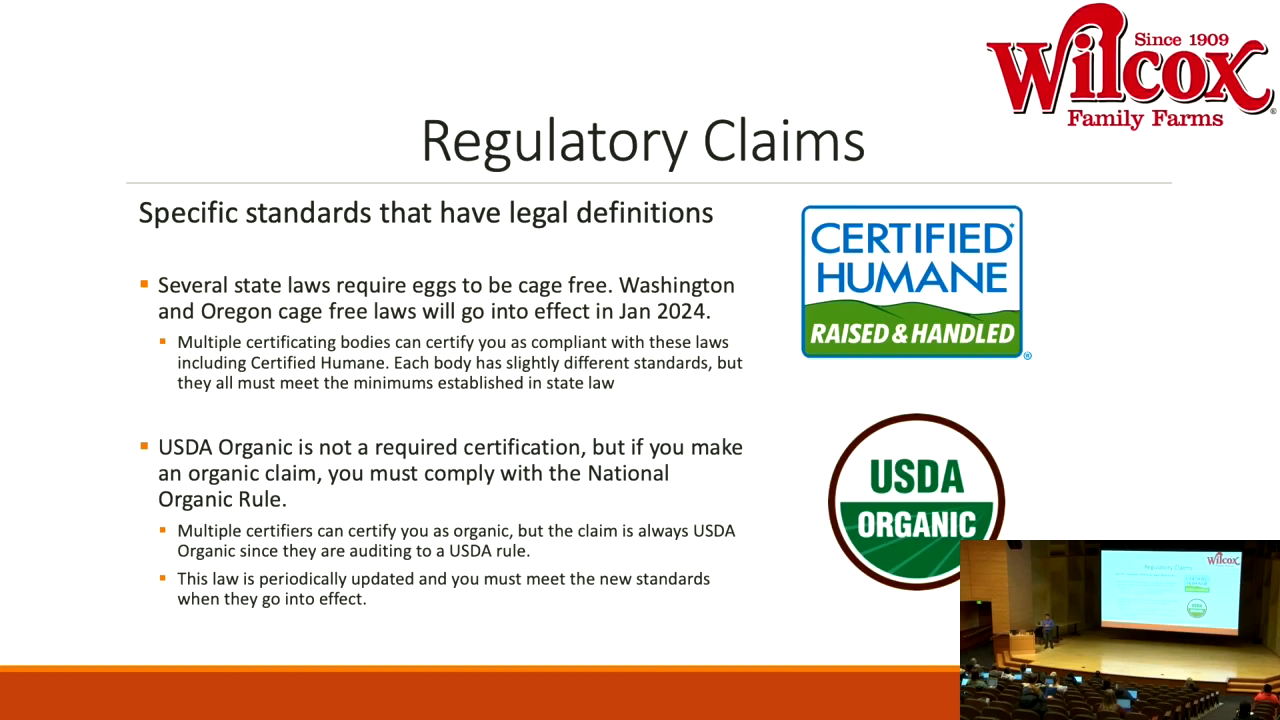 Wilcox
Since 1909
Family Farms
®
Regulatory Claims
Specific standards that have legal definitions
▪ Several state laws require eggs to be cage free. Washington
and Oregon cage free laws will go into effect in Jan 2024.
▪ Multiple certificating bodies can certify you as compliant with these laws
including Certified Humane. Each body has slightly different standards, but
they all must meet the minimums established in state law
▪ USDA Organic is not a required certification, but if you make
an organic claim, you must comply with the National
Organic Rule.
▪ Multiple certifiers can certify you as organic, but the claim is always USDA
Organic since they are auditing to a USDA rule.
▪ This law is periodically updated and you must meet the new standards
when they go into effect.
CERTIFIED*
HUMANE
RAISED & HANDLED
®
USDA
ORGANIC
Wilcox
Regulatory Claims